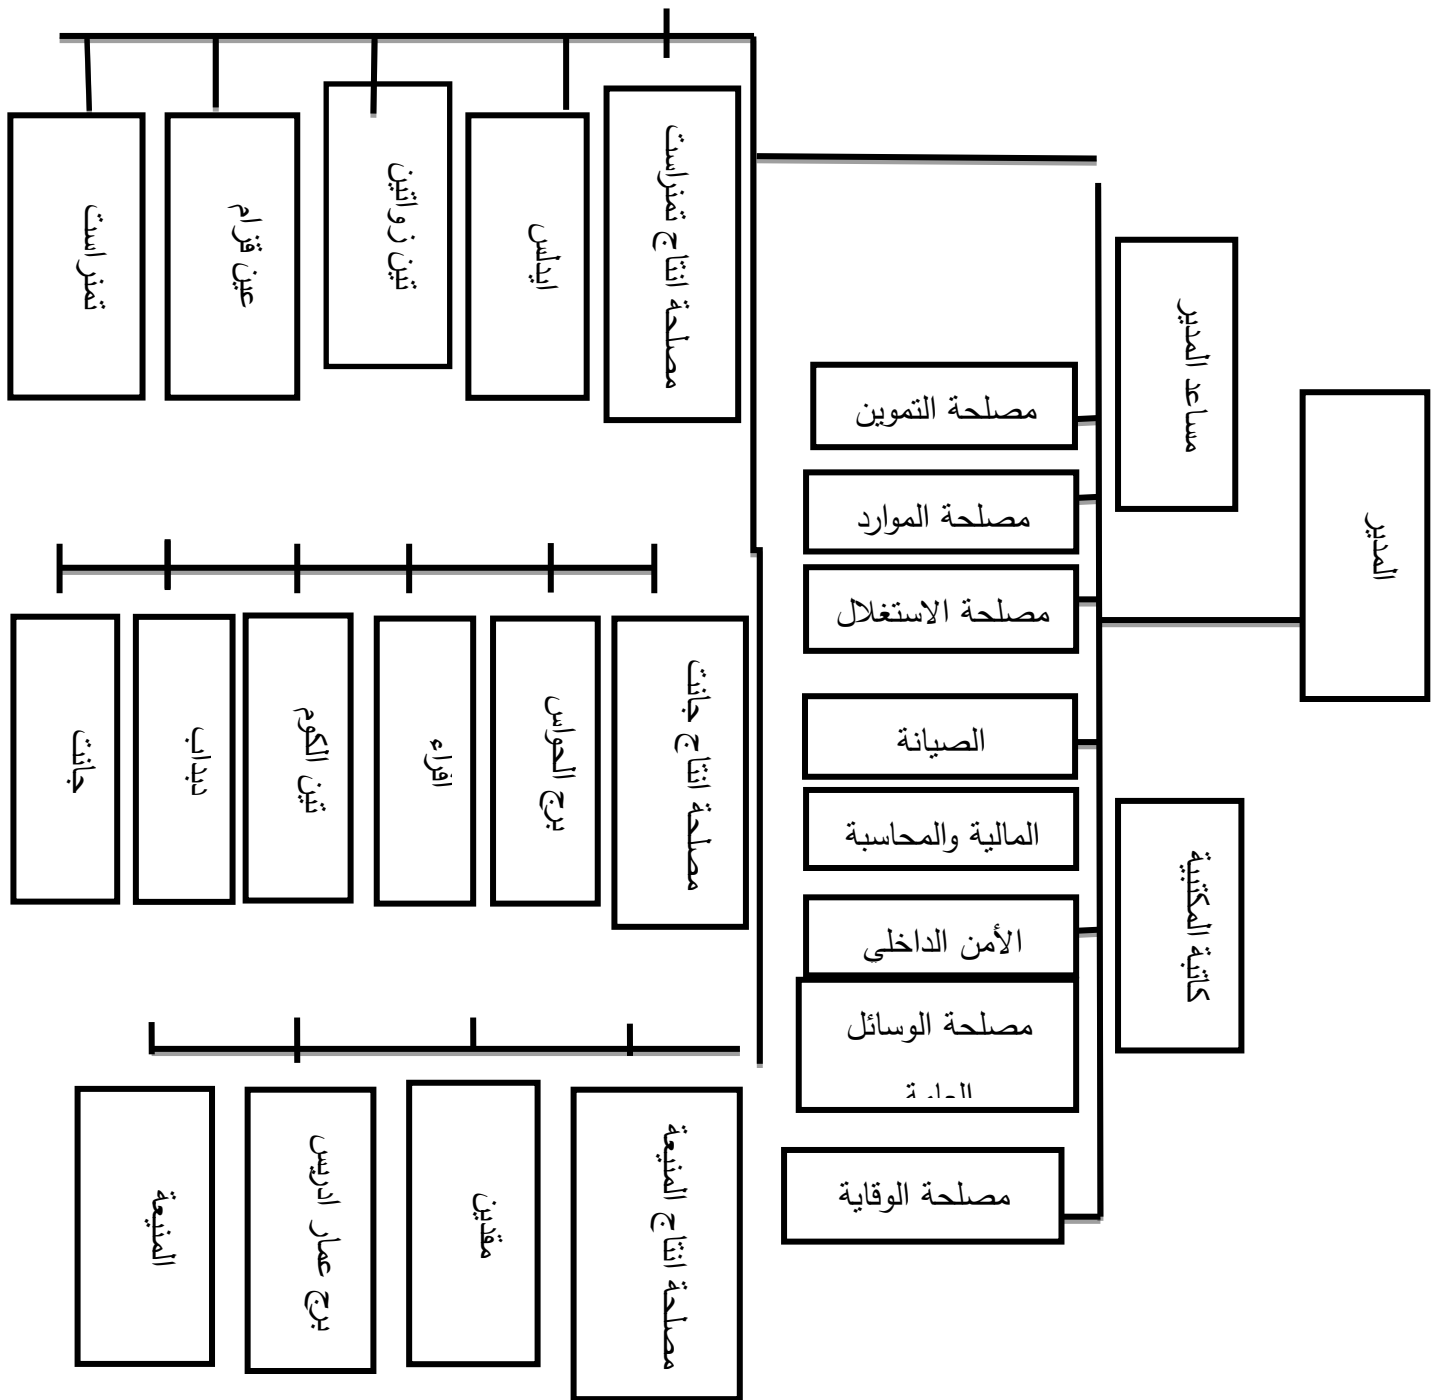 المدير
مساعد المدير
كاتبة المكتبية
مصلحة التموين
مصلحة الموارد
مصلحة الاستغلال
الصيانة
المالية والمحاسبة
الأمن الداخلي
مصلحة الوسائل
مصلحة الوقاية
مصلحة انتاج تمنراست
ايدلس
تين زواتين
عين قزام
تمنراست
مصلحة انتاج جانت
برج الحواس
افراء
تين الكوم
دبداب
جانت
مصلحة انتاج المنيعة
مقدين
برج عمار ادريس
المنيعة